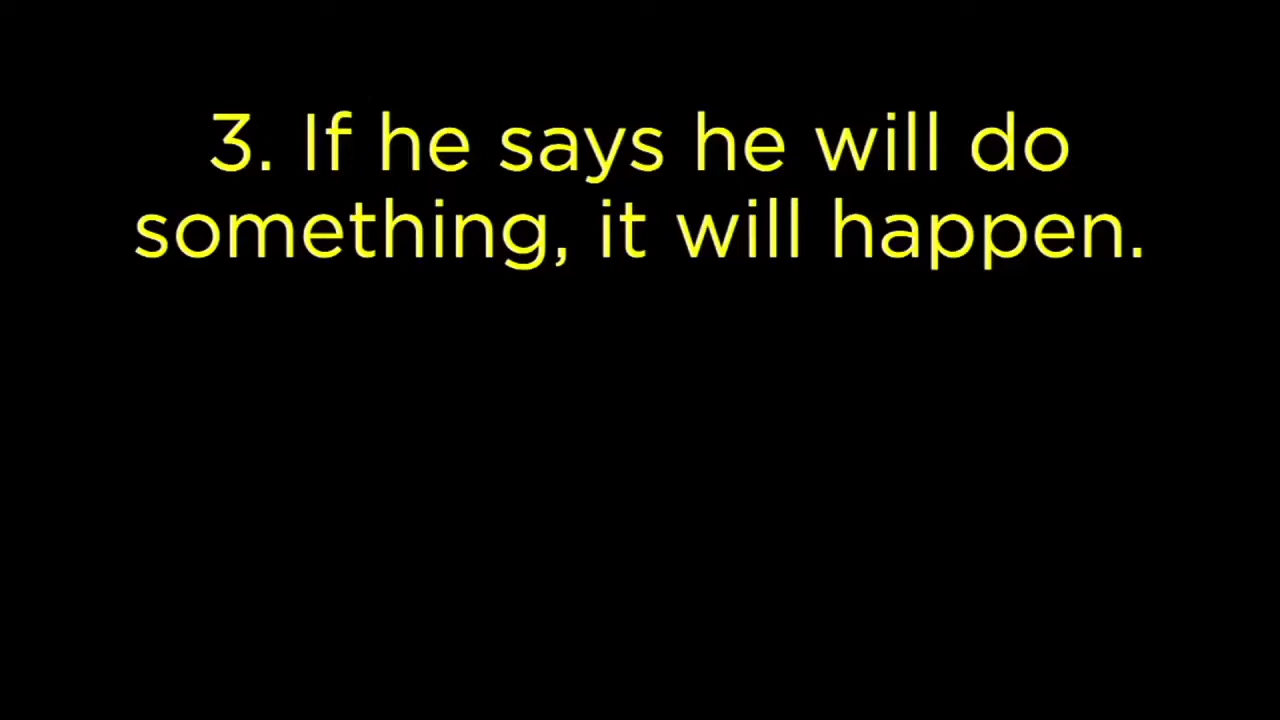 3. If he says he will do
something, it will happen.